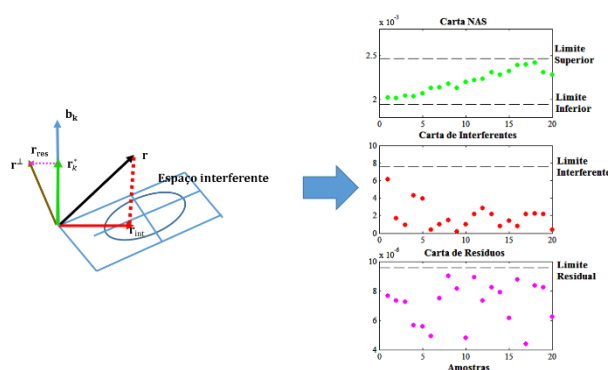 b_k
r_res
r^⊥
r_k^*
r
Espaço interferente
r_int
Carta NAS
x 10^-3
2.5
2
0
5
10
15
20
Limite
Superior
Limite
Inferior
Carta de Interferentes
10
8
6
4
2
0
0
5
10
15
20
Limite
Interferente
Carta de Resíduos
x 10^-6
10
8
6
4
0
5
10
15
20
Amostras
Limite
Residual